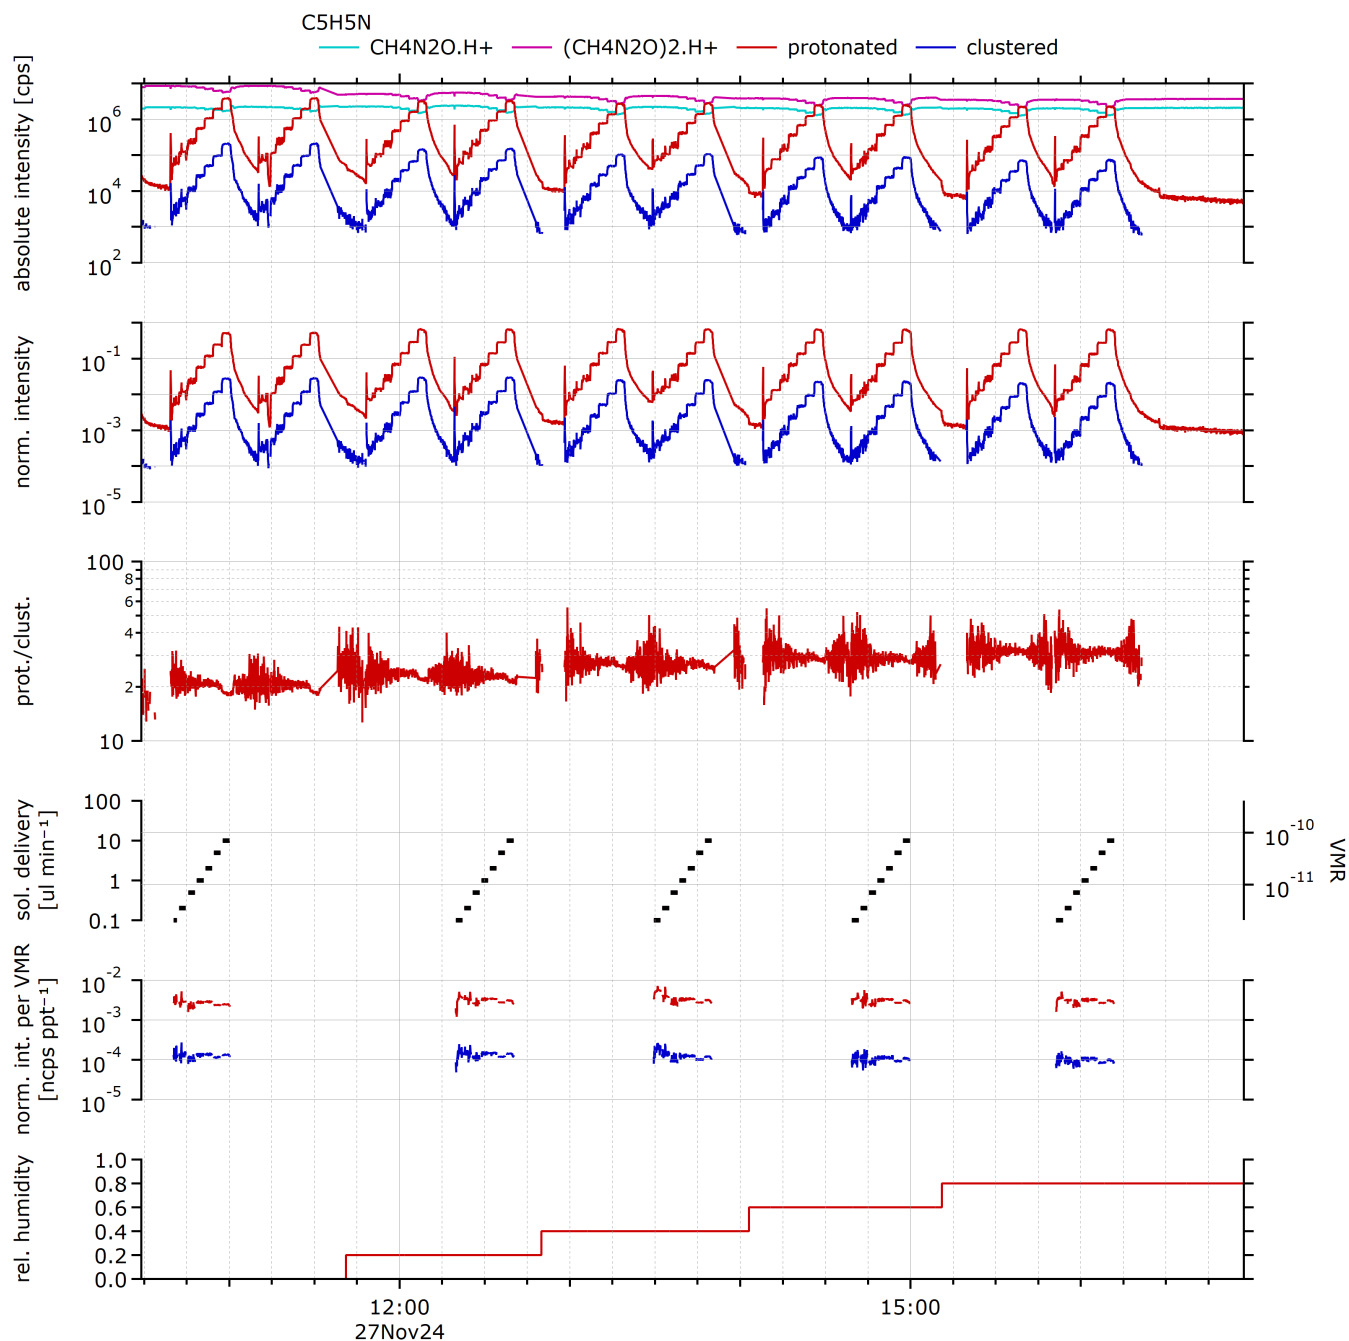 C5H5N
CH4N2O.H+ (CH4N2O)2.H+ protonated clustered
absolute intensity [cps]
10^6
10^4
10^2
norm. intensity
10^-1
10^-3
10^-5
prot./clust.
100
8
6
4
2
10
sol. delivery
[ul min⁻¹]
100
10
1
0.1
10^-10
10^-11
VMR
norm. int. per VMR
[ncps ppt⁻¹]
10^-2
10^-3
10^-4
10^-5
rel. humidity
1.0
0.8
0.6
0.4
0.2
0.0
12:00 15:00
27Nov24